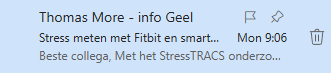 Thomas More - info Geel
Stress meten met Fitbit en smart... Mon 9:06
Beste collega, Met het StressTRACS onderzo...